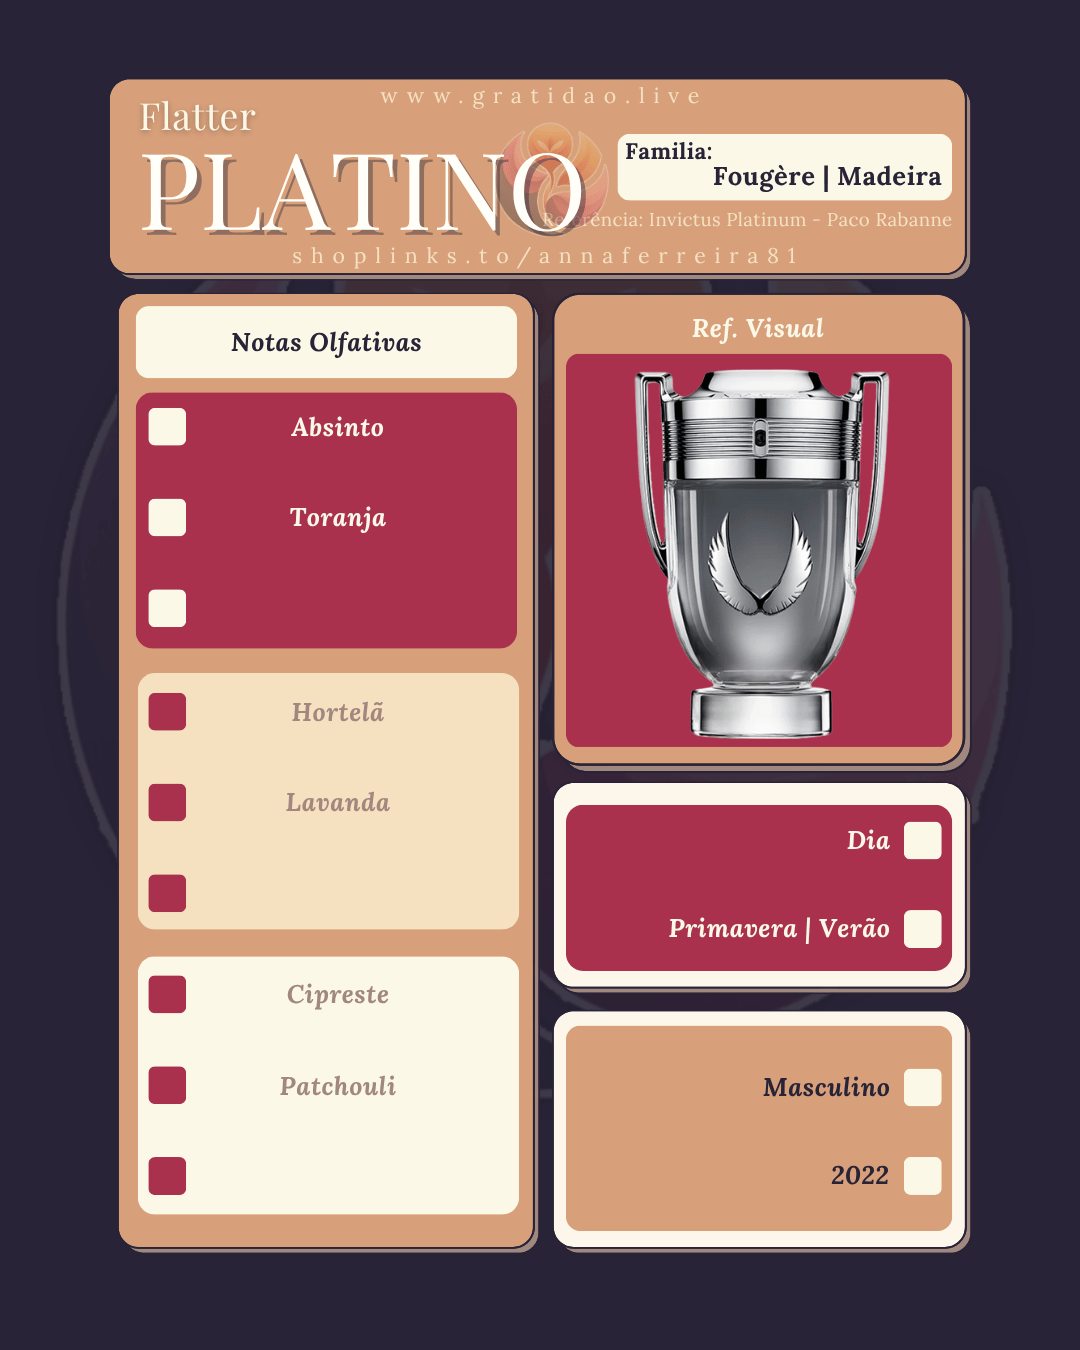 www.gratidao.live
Flatter
PLATINO
Familia:
Fougère | Madeira
Referência: Invictus Platinum - Paco Rabanne
shoplinks.to/annaferreira81
Notas Olfativas
Absinto
Toranja
Hortelã
Lavanda
Cipreste
Patchouli
Ref. Visual
Dia
Primavera | Verão
Masculino
2022